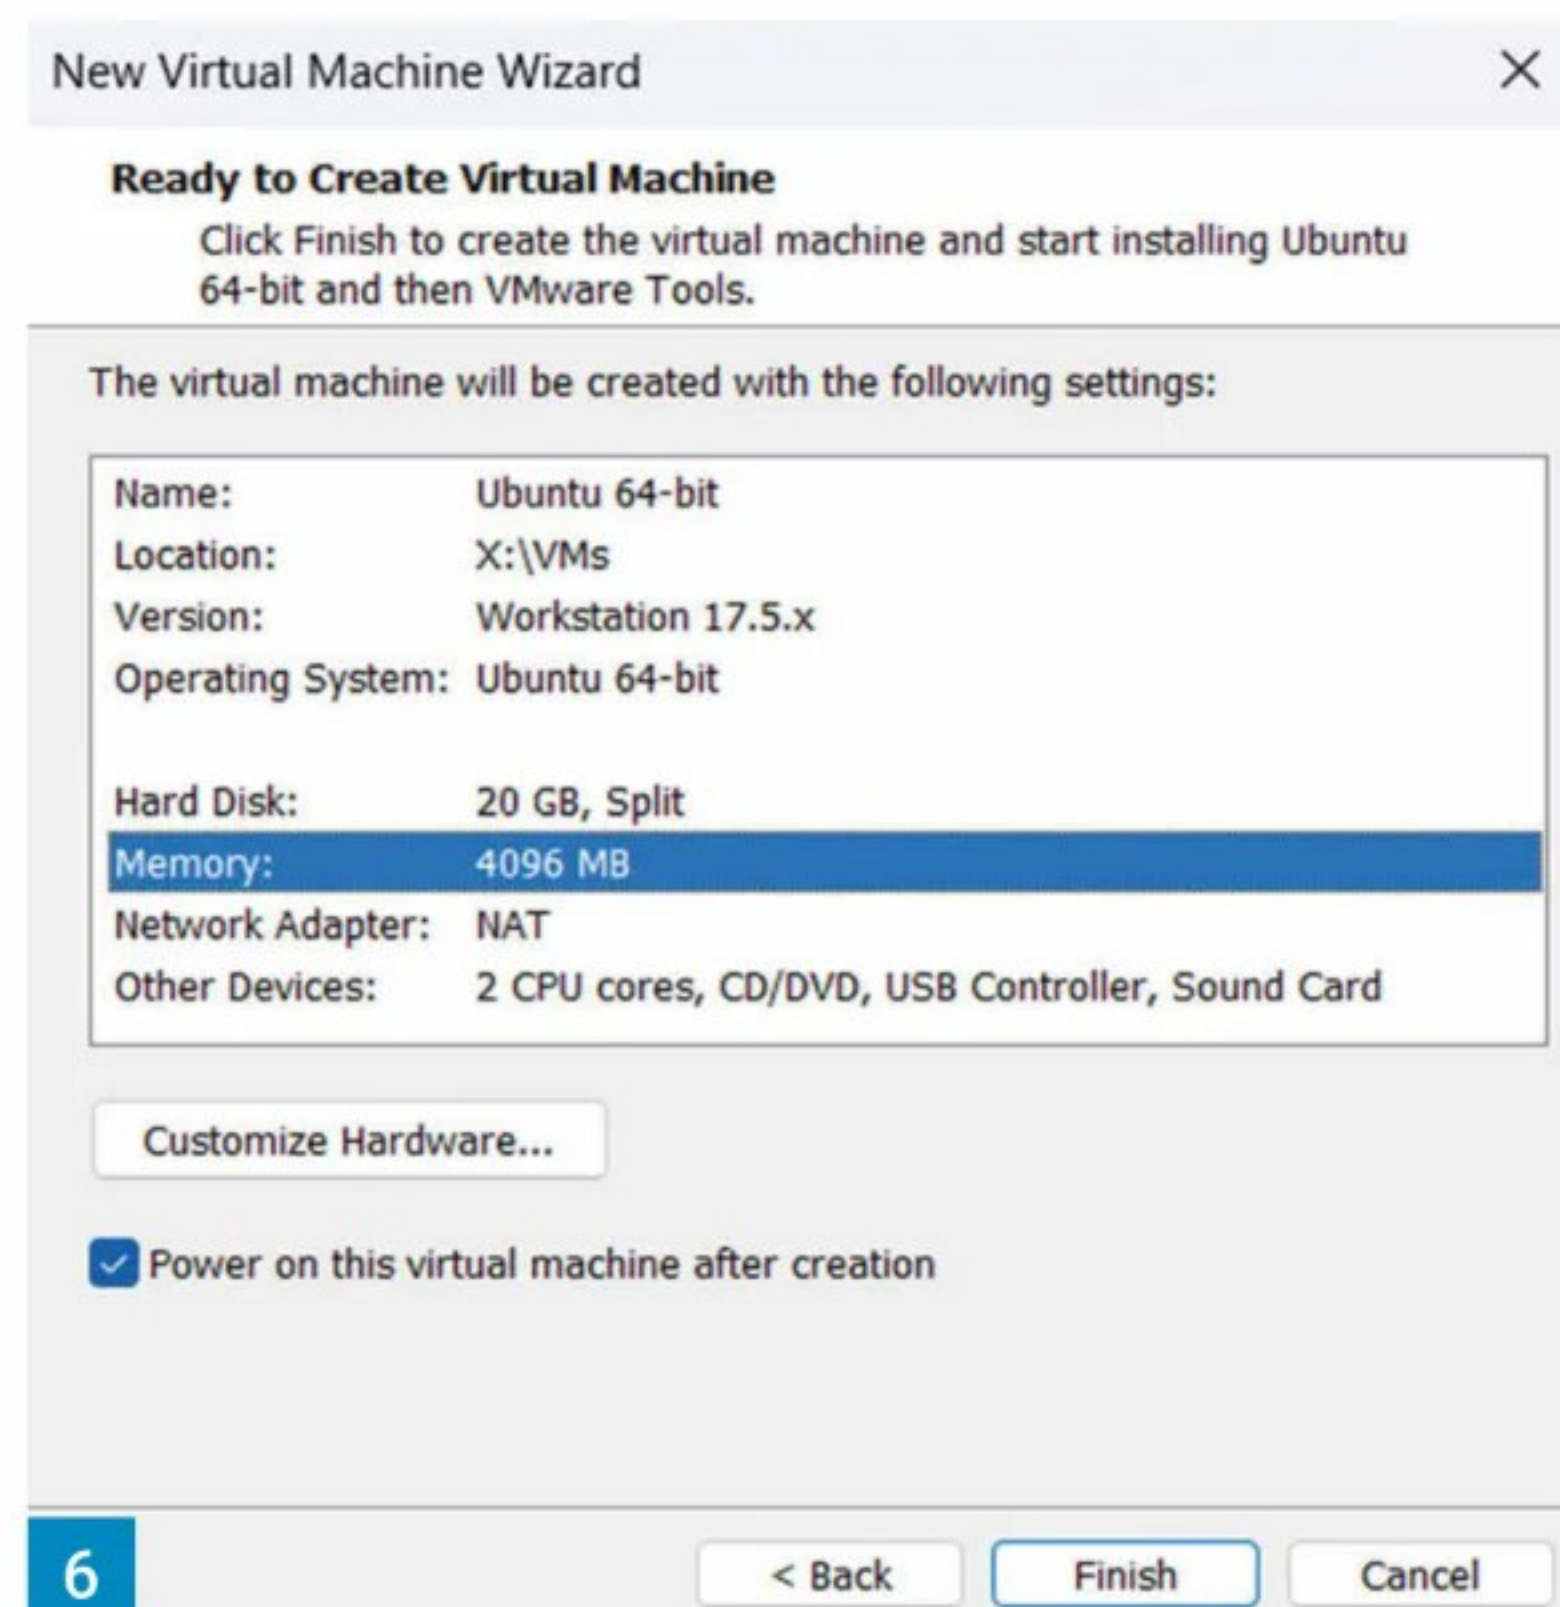 New Virtual Machine Wizard
Ready to Create Virtual Machine
Click Finish to create the virtual machine and start installing Ubuntu
64-bit and then VMware Tools.
The virtual machine will be created with the following settings:
Name: Ubuntu 64-bit
Location: X:\VMs
Version: Workstation 17.5.x
Operating System: Ubuntu 64-bit
Hard Disk: 20 GB, Split
Memory: 4096 MB
Network Adapter: NAT
Other Devices: 2 CPU cores, CD/DVD, USB Controller, Sound Card
Customize Hardware...
Power on this virtual machine after creation
6
< Back Finish Cancel